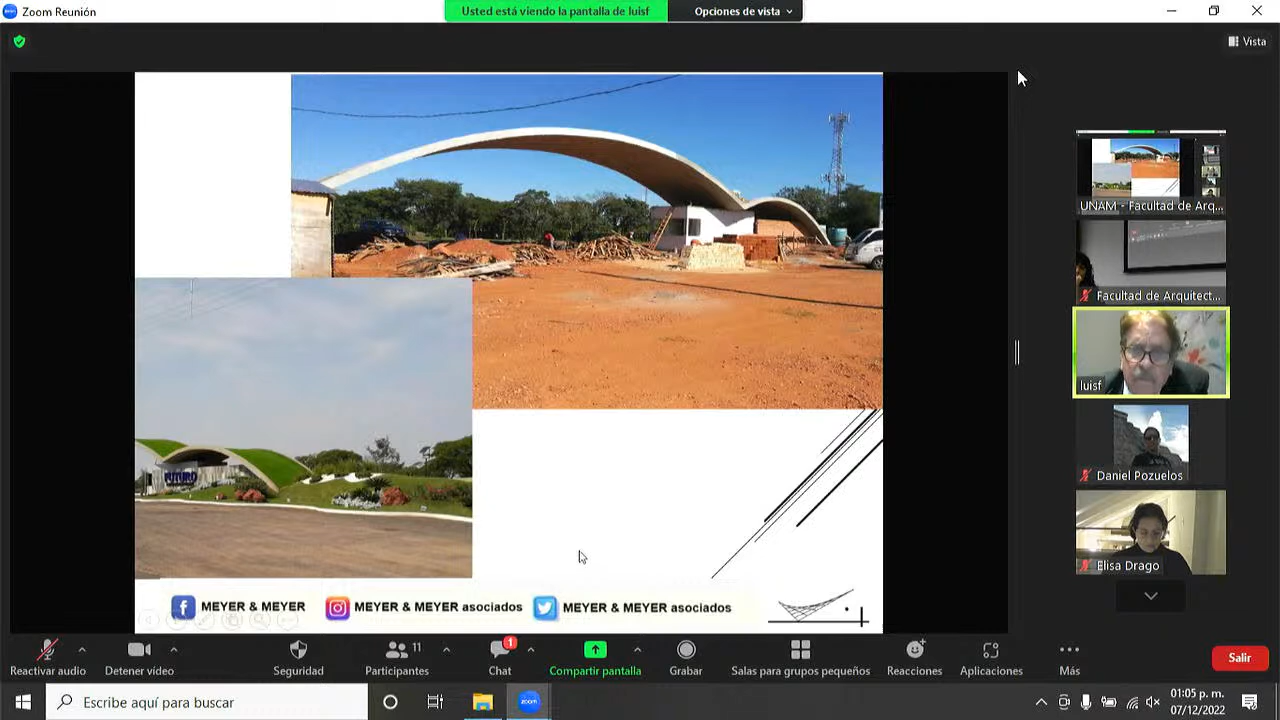 Zoom Reunión
Usted está viendo la pantalla de luisf
Opciones de vista
Vista
UNAM - Facultad de Arq...
Facultad de Arquitect...
luisf
Daniel Pozuelos
Elisa Drago
FUTURO
MEYER & MEYER
MEYER & MEYER asociados
MEYER & MEYER asociados
Reactivar audio
Detener vídeo
Seguridad
Participantes
11
Chat
1
Compartir pantalla
Grabar
Salas para grupos pequeños
Reacciones
Aplicaciones
Más
Salir
Escribe aquí para buscar
zoom
01:05 p. m.
07/12/2022